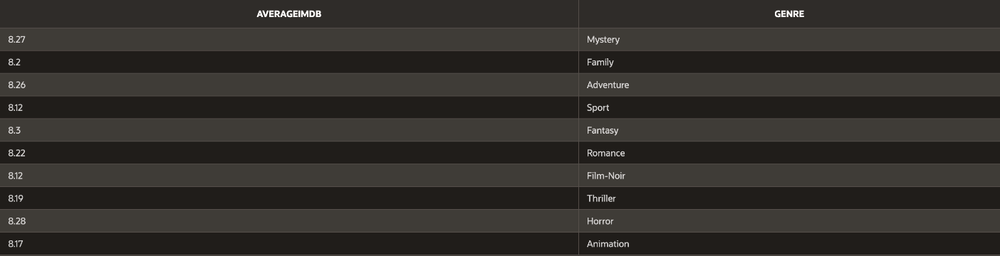 AVERAGEIMDB GENRE
8.27 Mystery
8.2 Family
8.26 Adventure
8.12 Sport
8.3 Fantasy
8.22 Romance
8.12 Film-Noir
8.19 Thriller
8.28 Horror
8.17 Animation